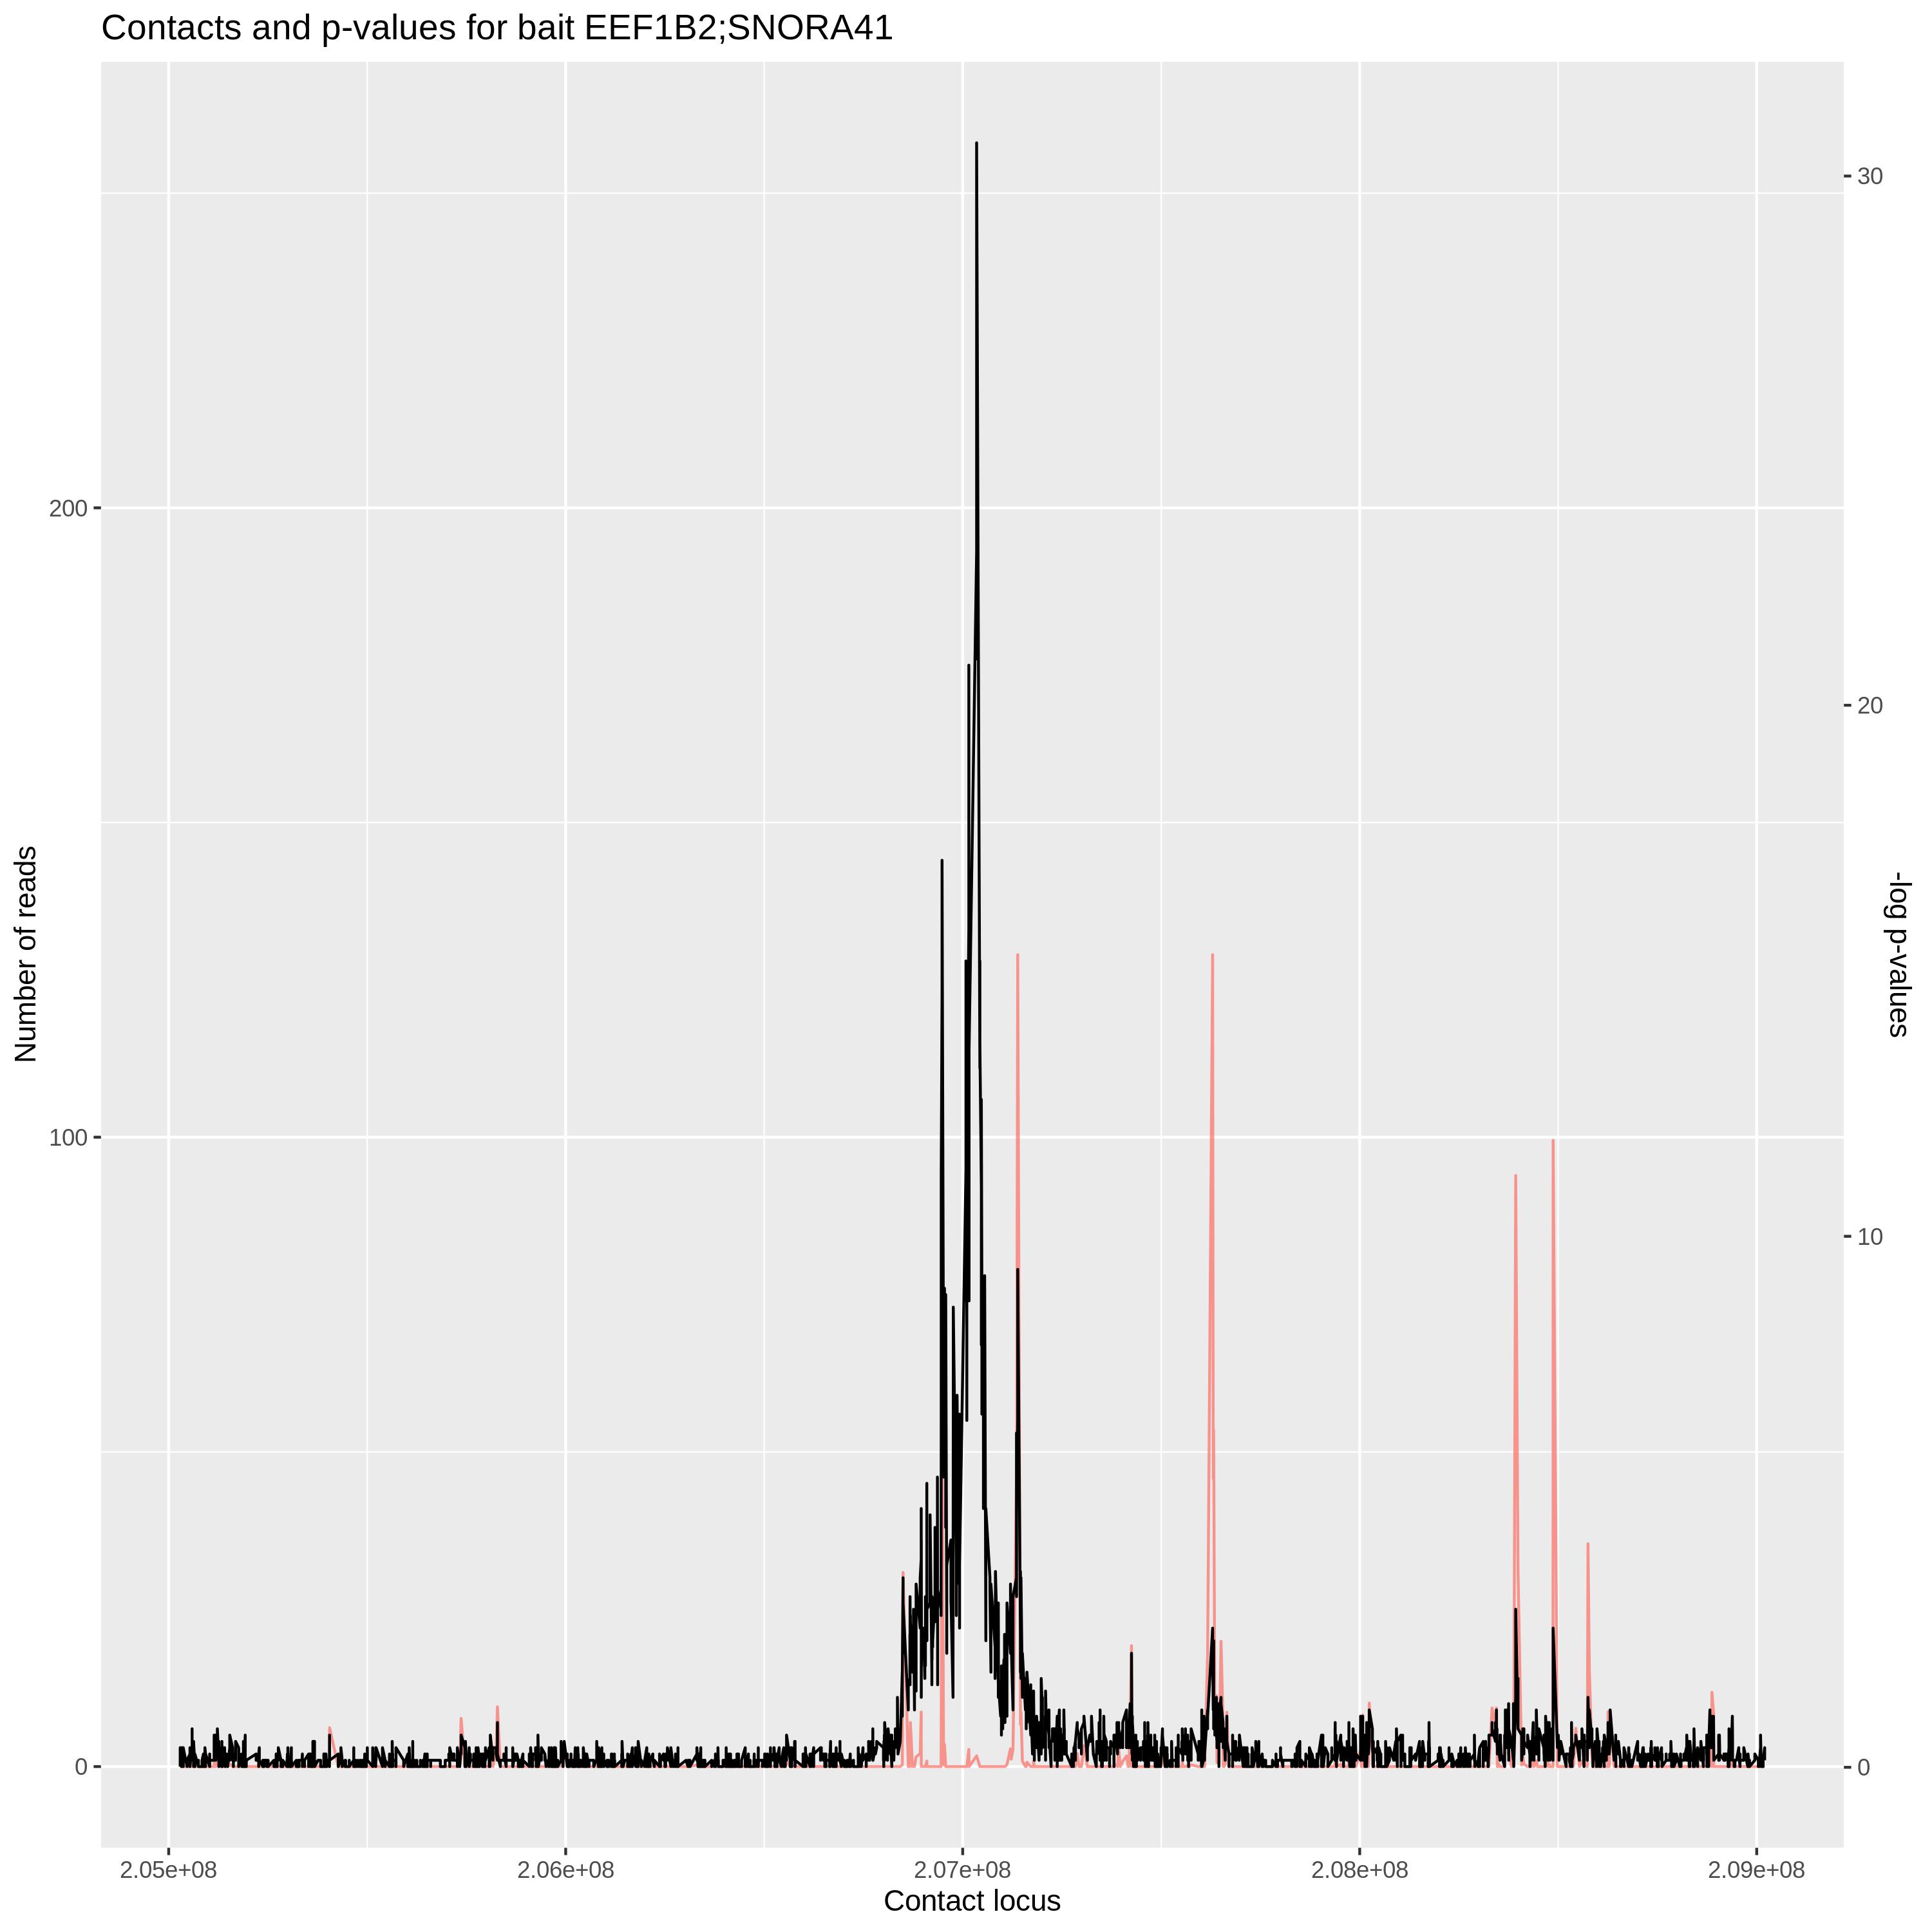 Contacts and p-values for bait EEF1B2;SNORA41
30
200
20
Number of reads
-log p-values
100
10
0
0
2.05e+08
2.06e+08
2.07e+08
2.08e+08
2.09e+08
Contact locus